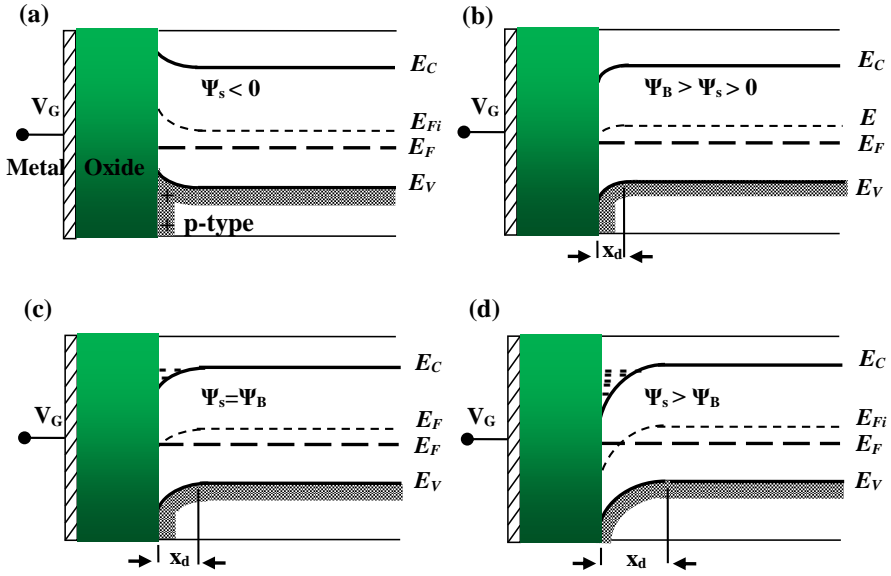 (a)
E_C
Ψ_s < 0
V_G
E_Fi
E_F
Metal Oxide
E_V
+
+ p-type
(b)
E_C
Ψ_B > Ψ_s > 0
V_G
E
E_F
E_V
x_d
(c)
E_C
Ψ_s=Ψ_B
V_G
E_F
E_F
E_V
x_d
(d)
E_C
Ψ_s > Ψ_B
V_G
E_Fi
E_F
E_V
x_d